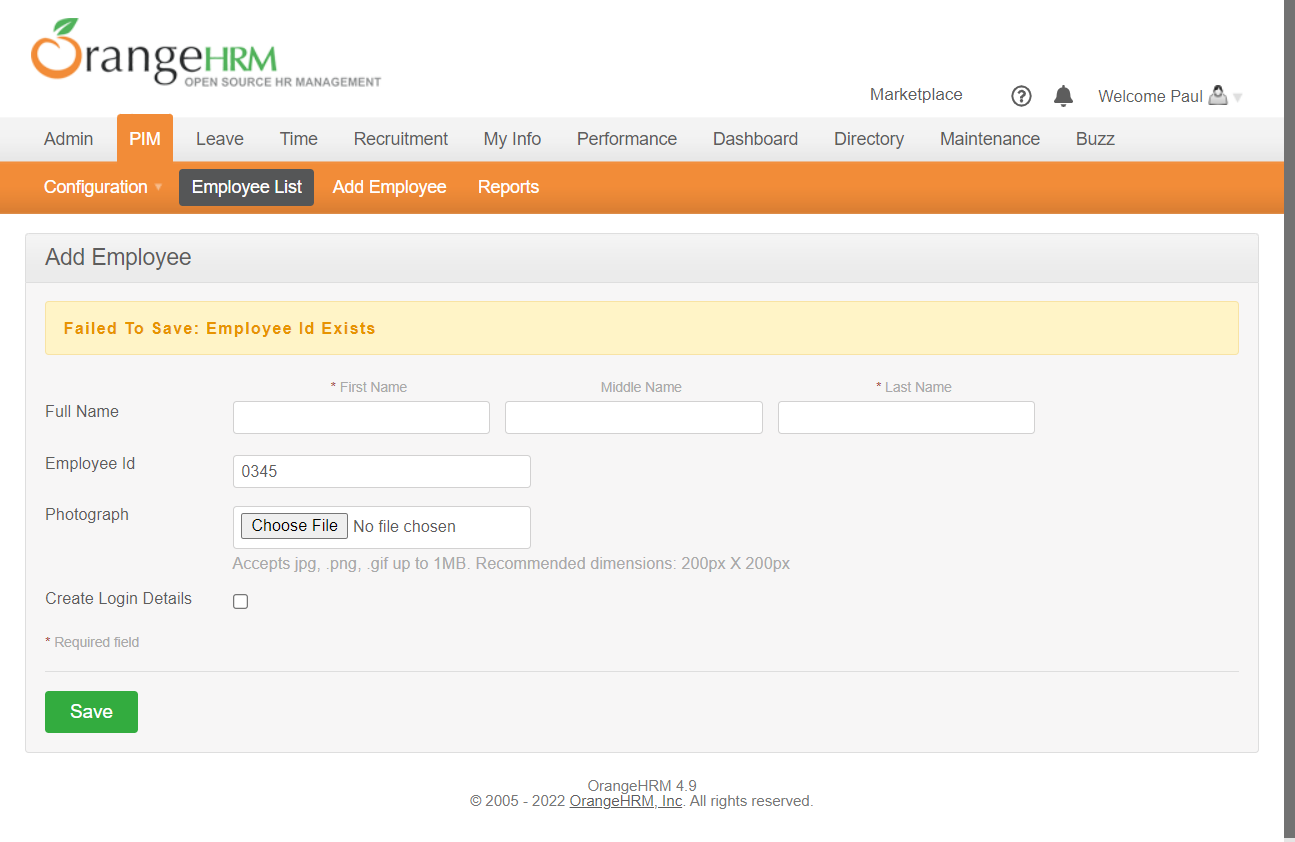 OrangeHRM
OPEN SOURCE HR MANAGEMENT
Marketplace Welcome Paul
Admin PIM Leave Time Recruitment My Info Performance Dashboard Directory Maintenance Buzz
Configuration Employee List Add Employee Reports
Add Employee
Failed To Save: Employee Id Exists
* First Name Middle Name * Last Name
Full Name
Employee Id 0345
Photograph Choose File No file chosen
Accepts jpg, .png, .gif up to 1MB. Recommended dimensions: 200px X 200px
Create Login Details
* Required field
Save
OrangeHRM 4.9
© 2005 - 2022 OrangeHRM, Inc. All rights reserved.